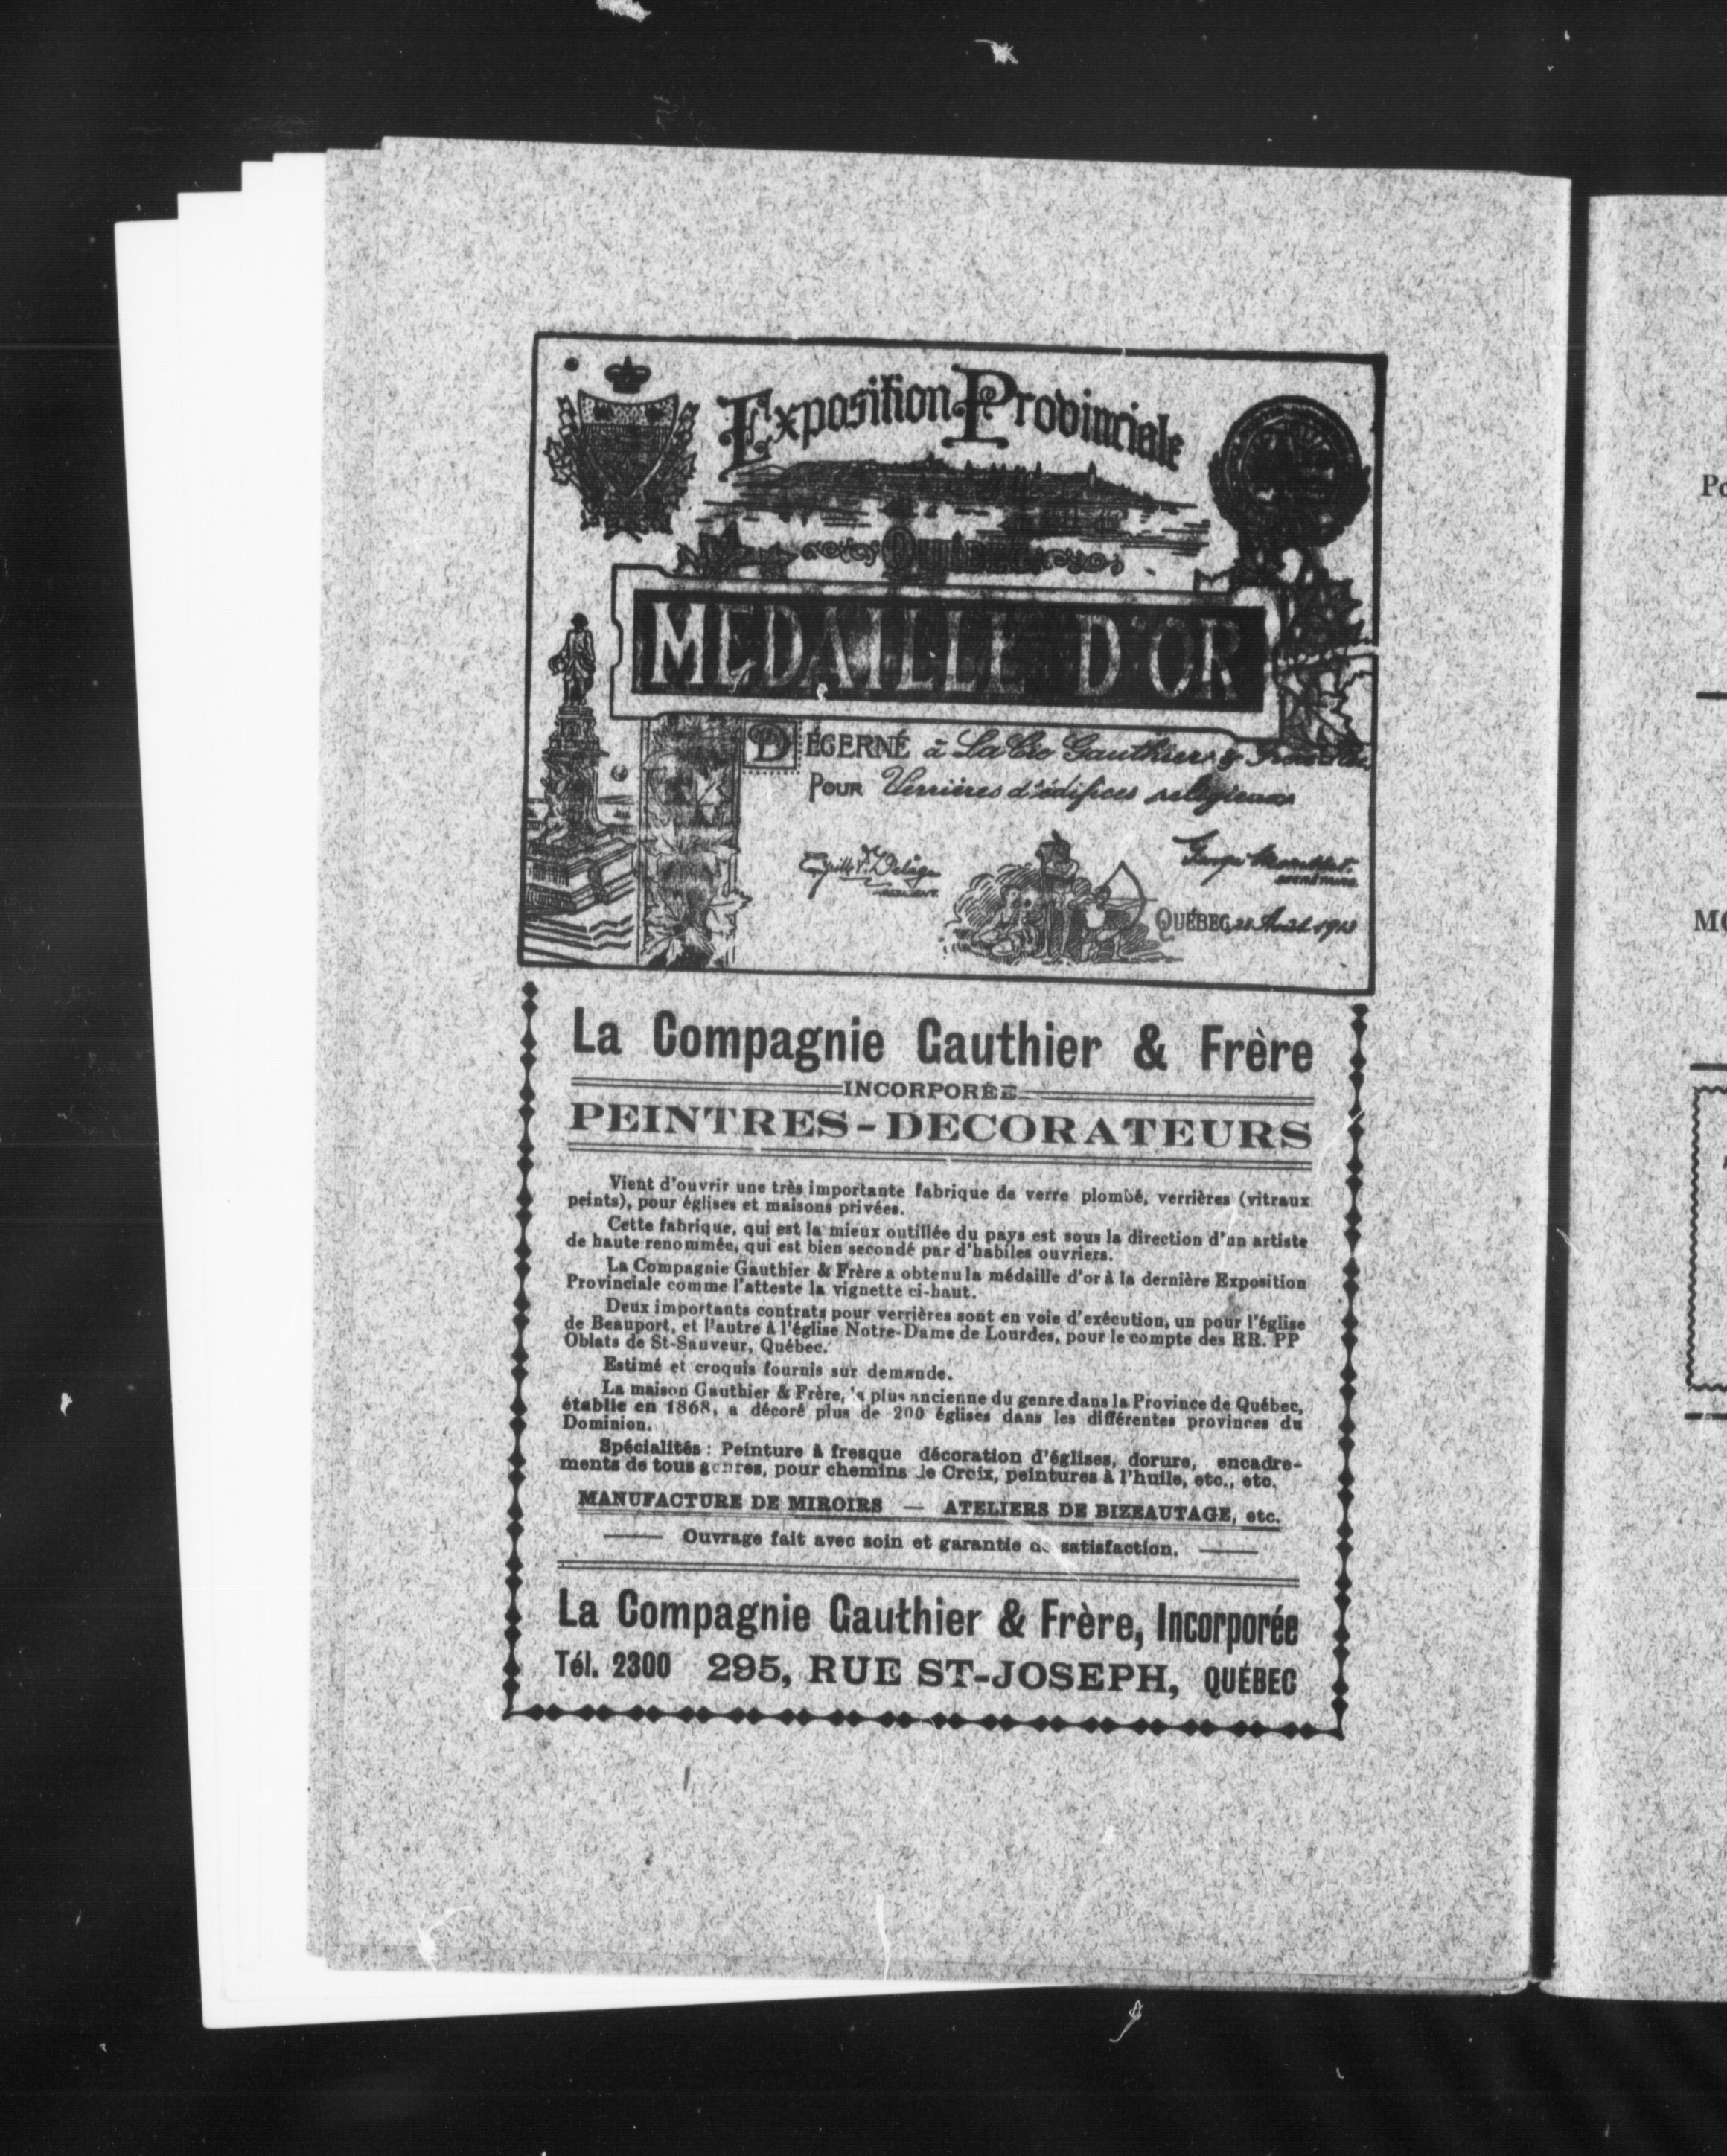 Exposition Provinciale
QUÉBEC
MEDAILLE D'OR
DÉCERNÉ à La Cie Gauthier & Frère
POUR Verrières d'édifices religieux
QUÉBEC, 28 Août 1913
La Compagnie Gauthier & Frère
INCORPORÉE
PEINTRES-DECORATEURS
Vient d'ouvrir une très importante fabrique de verre plombé, verrières (vitraux
peints), pour églises et maisons privées.
Cette fabrique, qui est la mieux outillée du pays est sous la direction d'un artiste
de haute renommée, qui est bien secondé par d'habiles ouvriers.
La Compagnie Gauthier & Frère a obtenu la médaille d'or à la dernière Exposition
Provinciale comme l'atteste la vignette ci-haut.
Deux importants contrats pour verrières sont en voie d'exécution, un pour l'église
de Beauport, et l'autre à l'église Notre-Dame de Lourdes, pour le compte des RR. PP
Oblats de St-Sauveur, Québec.
Estimé et croquis fournis sur demande.
La maison Gauthier & Frère, la plus ancienne du genre dans la Province de Québec,
établie en 1868, a décoré plus de 200 églises dans les différentes provinces du
Dominion.
Spécialités : Peinture à fresque décoration d'églises, dorure, encadre-
ments de tous genres, pour chemins de Croix, peintures à l'huile, etc., etc.
MANUFACTURE DE MIROIRS — ATELIERS DE BIZEAUTAGE, etc.
Ouvrage fait avec soin et garantie de satisfaction.
La Compagnie Gauthier & Frère, Incorporée
Tél. 2300 295, RUE ST-JOSEPH, QUÉBEC